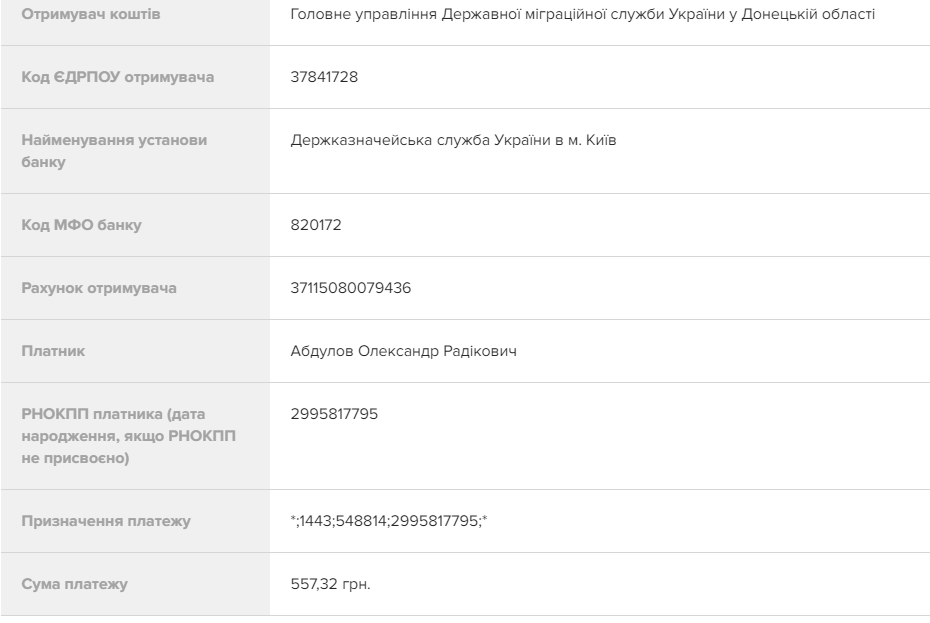 Отримувач коштів
Головне управління Державної міграційної служби України у Донецькій області
Код ЄДРПОУ отримувача
37841728
Найменування установи
банку
Держказначейська служба України в м. Київ
Код МФО банку
820172
Рахунок отримувача
37115080079436
Платник
Абдулов Олександр Радікович
РНОКПП платника (дата
народження, якщо РНОКПП
не присвоєно)
2995817795
Призначення платежу
*;1443;548814;2995817795;*
Сума платежу
557,32 грн.